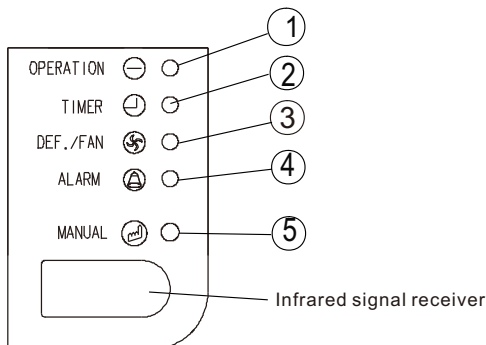 1
OPERATION
2
TIMER
3
DEF./FAN
4
ALARM
5
MANUAL
Infrared signal receiver